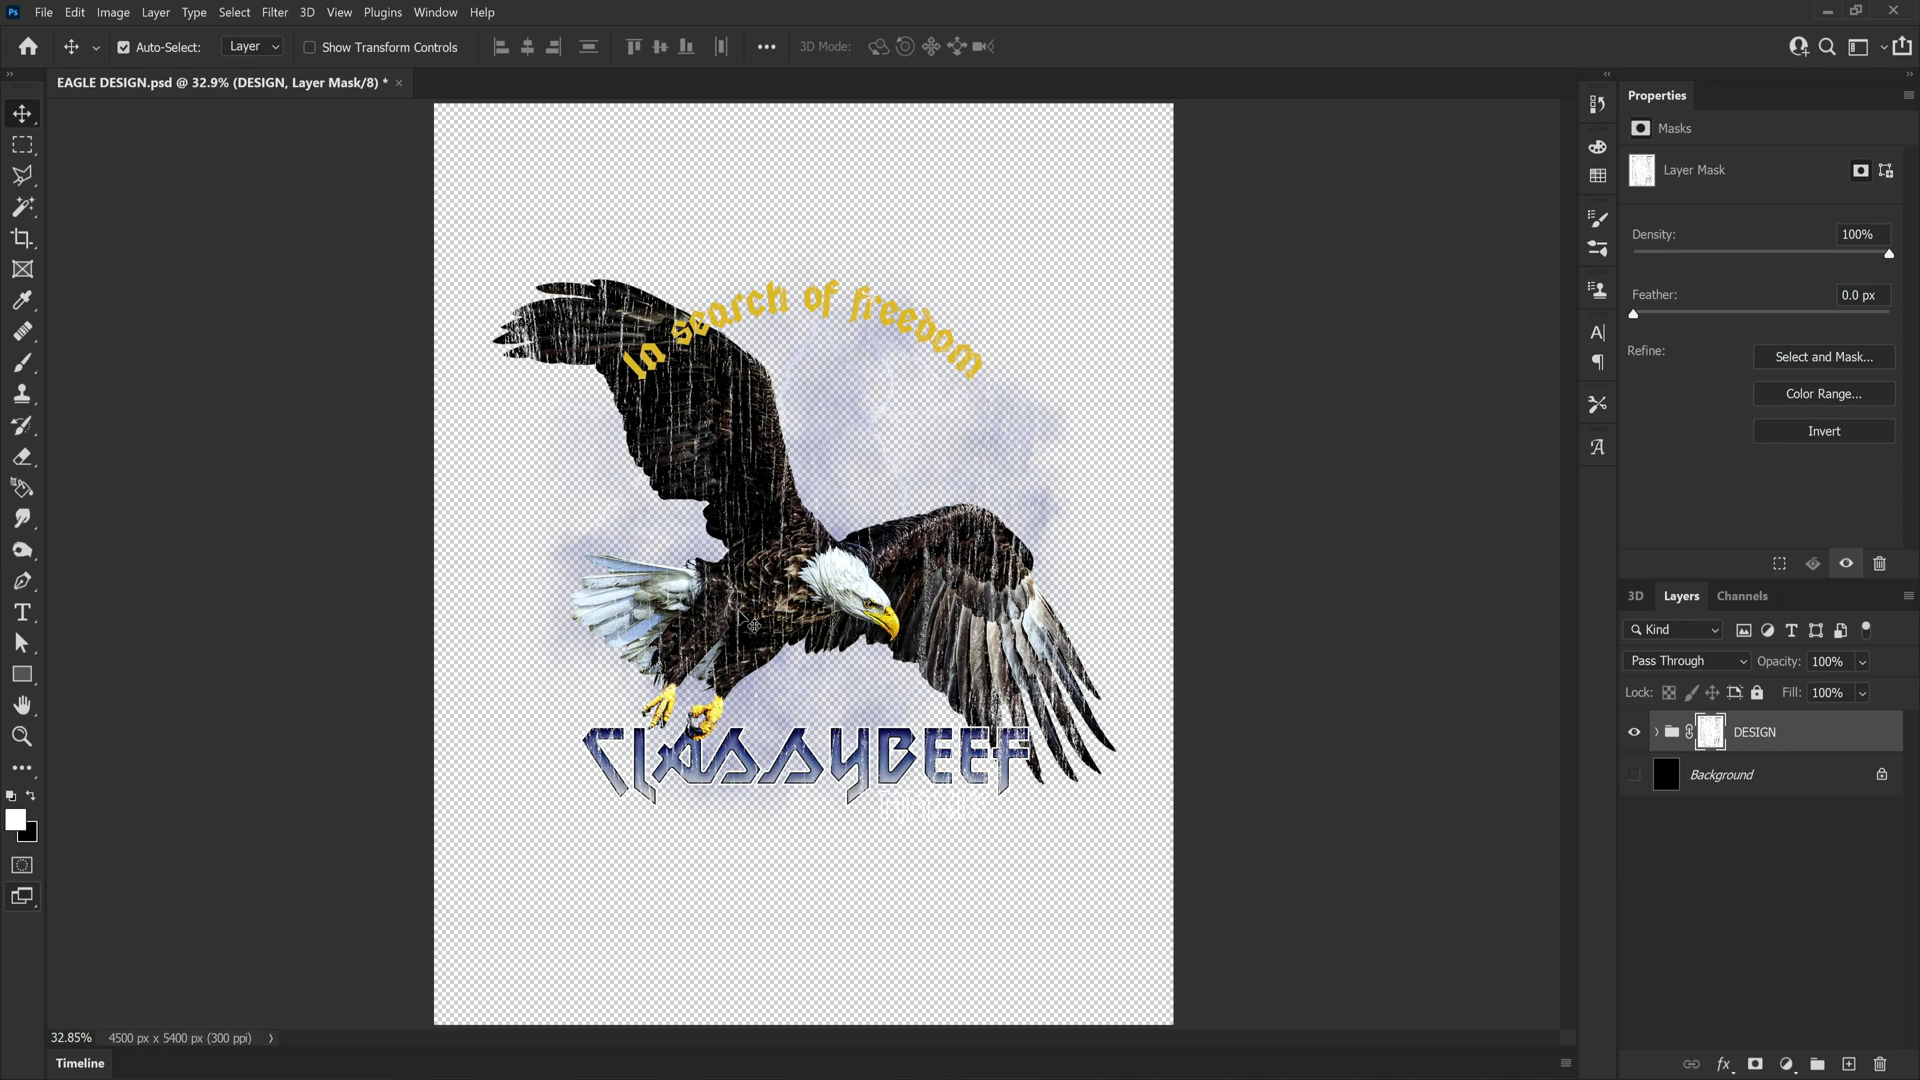 Ps File Edit Image Layer Type Select Filter 3D View Plugins Window Help
Auto-Select: Layer Show Transform Controls 3D Mode:
EAGLE DESIGN.psd @ 32.9% (DESIGN, Layer Mask/8) *
Properties
Masks
Layer Mask
Density: 100%
Feather: 0.0 px
Refine: Select and Mask...
Color Range...
Invert
In search of freedom
CLASSYBEEF
3D Layers Channels
Kind
Pass Through Opacity: 100%
Lock: Fill: 100%
DESIGN
Background
32.85% 4500 px x 5400 px (300 ppi)
Timeline